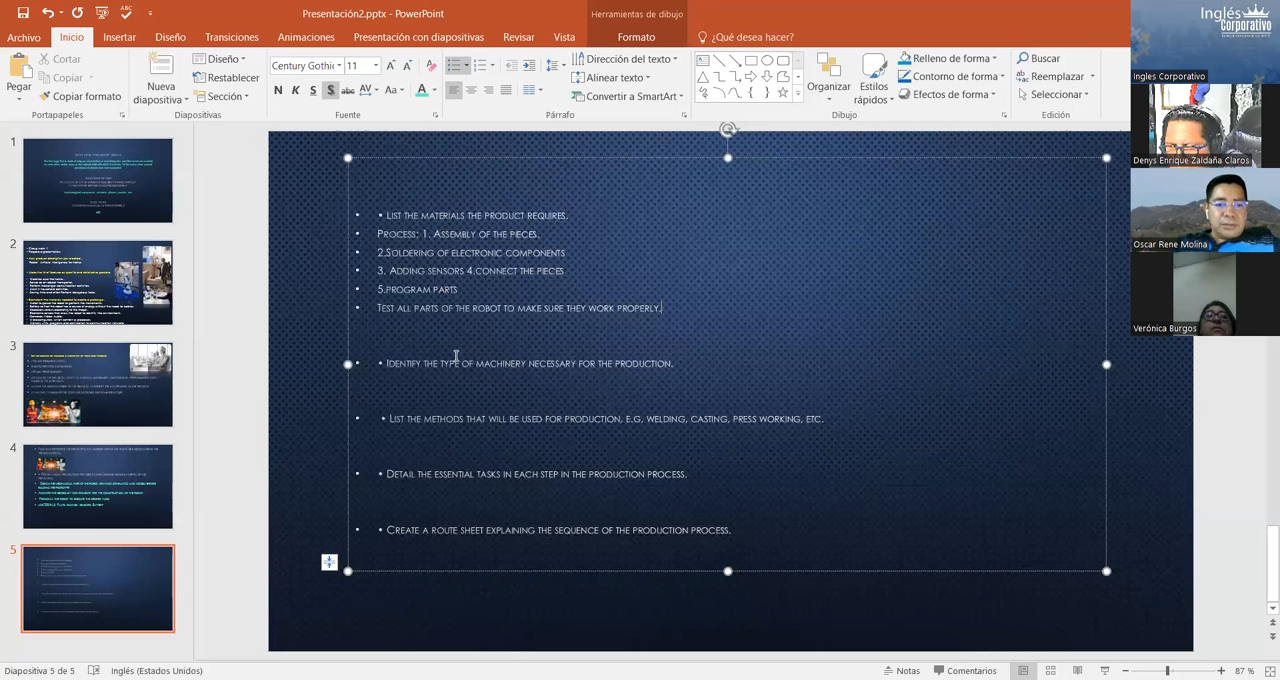 Presentación2.pptx - PowerPoint
Herramientas de dibujo
Archivo Inicio Insertar Diseño Transiciones Animaciones Presentación con diapositivas Revisar Vista Formato ¿Qué desea hacer?
Pegar
Cortar
Copiar
Copiar formato
Portapapeles
Nueva diapositiva
Diseño
Restablecer
Sección
Diapositivas
Century Gothic 11
N K S S abc AV Aa A
Fuente
Dirección del texto
Alinear texto
Convertir a SmartArt
Párrafo
Organizar
Estilos rápidos
Relleno de forma
Contorno de forma
Efectos de forma
Dibujo
Buscar
Reemplazar
Seleccionar
Edición
Inglés Corporativo
Ingles Corporativo
Denys Enrique Zaldaña Claros
Oscar Rene Molina
Verónica Burgos
1
2
3
4
5
• • List the materials the product requires.
• Process: 1. Assembly of the pieces.
• 2.Soldering of electronic components
• 3. Adding sensors 4.connect the pieces
• 5.program parts
• Test all parts of the robot to make sure they work properly.
• • Identify the type of machinery necessary for the production.
• • List the methods that will be used for production, e.g, welding, casting, press working, etc.
• • Detail the essential tasks in each step in the production process.
• • Create a route sheet explaining the sequence of the production process.
Diapositiva 5 de 5 Inglés (Estados Unidos) Notas Comentarios 87 %